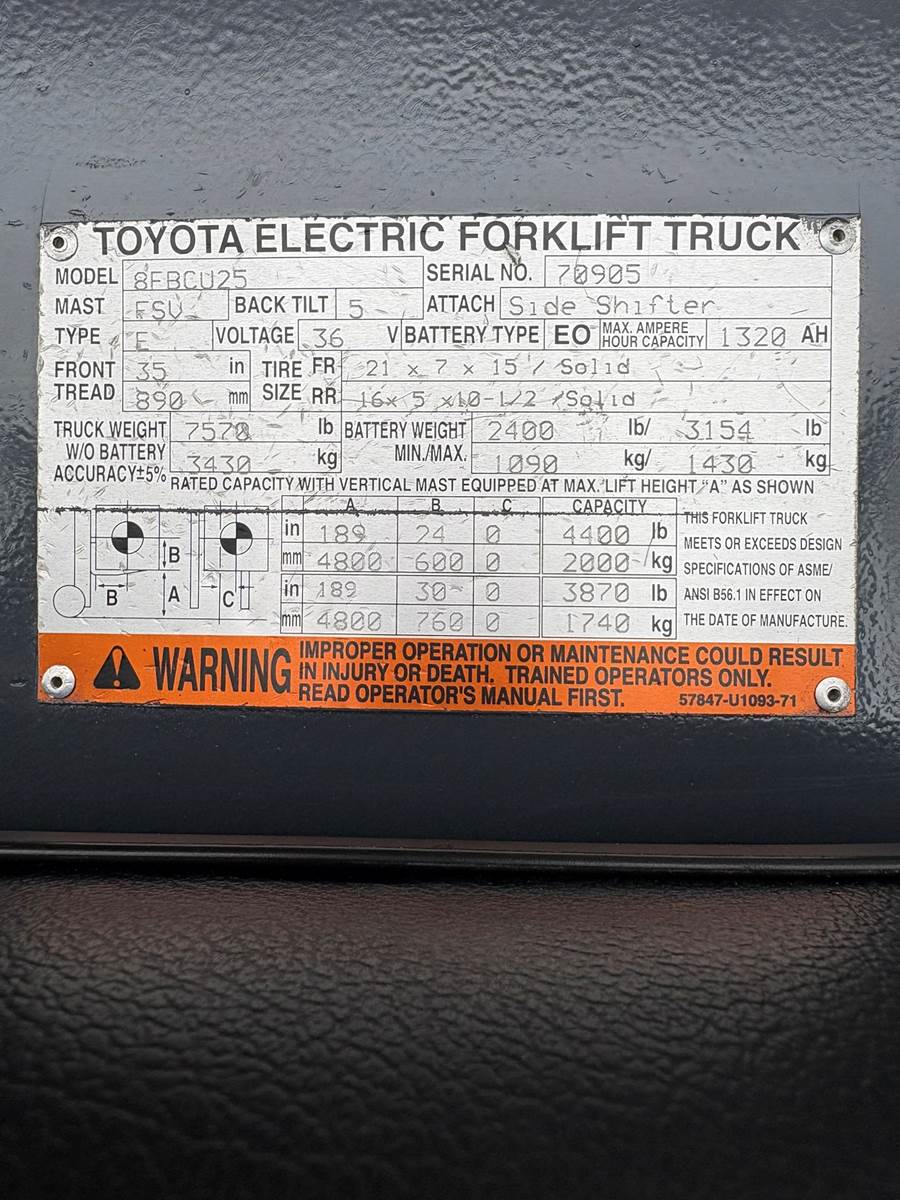 TOYOTA ELECTRIC FORKLIFT TRUCK
MODEL 8FBCU25 SERIAL NO. 70905
MAST FSV BACK TILT 5 ATTACH Side Shifter
TYPE E VOLTAGE 36 V BATTERY TYPE EO MAX. AMPERE HOUR CAPACITY 1320 AH
FRONT TREAD 35 in TIRE SIZE FR 21 x 7 x 15 / Solid
890 mm RR 16x 5 x10-1/2 /Solid
TRUCK WEIGHT 7570 lb BATTERY WEIGHT 2400 lb/ 3154 lb
W/O BATTERY 3430 kg MIN./MAX. 1090 kg/ 1430 kg
ACCURACY±5% RATED CAPACITY WITH VERTICAL MAST EQUIPPED AT MAX. LIFT HEIGHT "A" AS SHOWN
A B C CAPACITY
in 189 24 0 4400 lb
mm 4800 600 0 2000 kg
in 189 30 0 3870 lb
mm 4800 760 0 1740 kg
B A C B
THIS FORKLIFT TRUCK
MEETS OR EXCEEDS DESIGN
SPECIFICATIONS OF ASME/
ANSI B56.1 IN EFFECT ON
THE DATE OF MANUFACTURE.
WARNING
IMPROPER OPERATION OR MAINTENANCE COULD RESULT
IN INJURY OR DEATH. TRAINED OPERATORS ONLY.
READ OPERATOR'S MANUAL FIRST. 57847-U1093-71